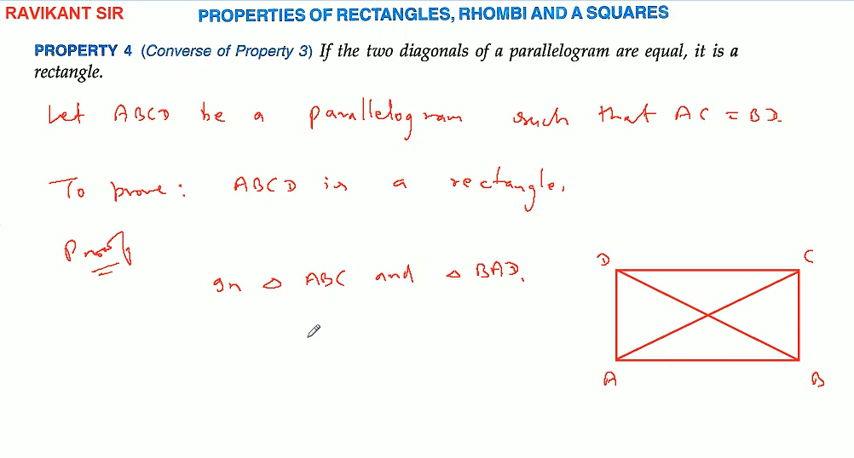 RAVIKANT SIR
PROPERTIES OF RECTANGLES, RHOMBI AND A SQUARES
PROPERTY 4 (Converse of Property 3) If the two diagonals of a parallelogram are equal, it is a
rectangle.
Let ABCD be a parallelogram such that AC = BD.
To prove: ABCD is a rectangle.
Proof
In △ ABC and △ BAD.
D C
A B